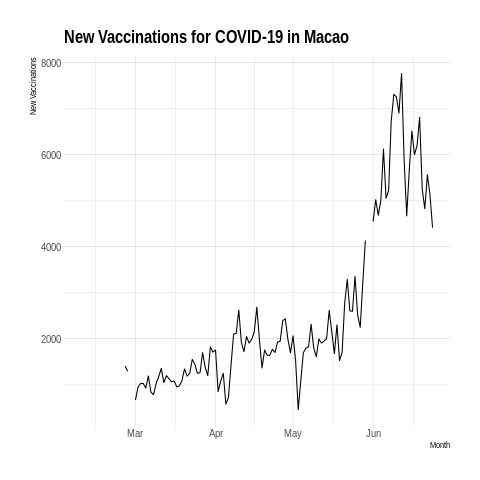 New Vaccinations for COVID-19 in Macao
New Vaccinations
8000
6000
4000
2000
Mar Apr May Jun
Month